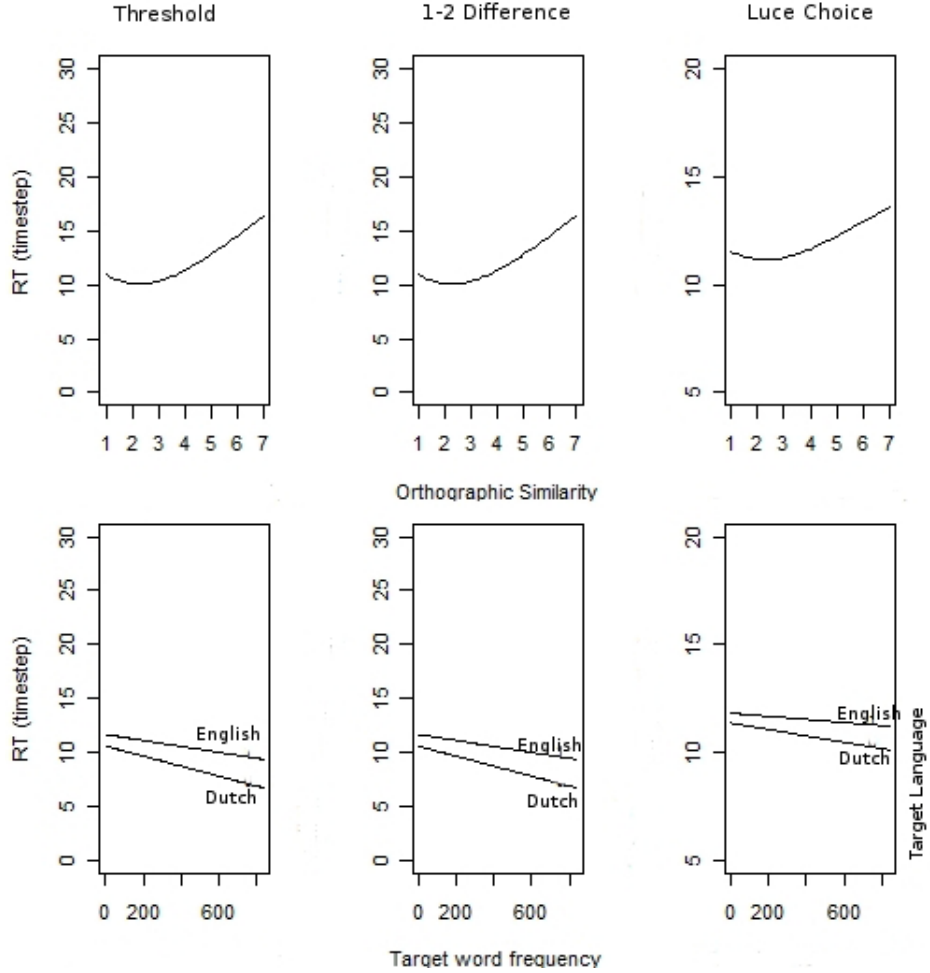 Threshold 1-2 Difference Luce Choice
RT (timestep)
30
25
20
15
10
5
0
1 2 3 4 5 6 7
30
25
20
15
10
5
0
1 2 3 4 5 6 7
20
15
10
5
1 2 3 4 5 6 7
Orthographic Similarity
RT (timestep)
30
25
20
15
10
5
0
English
Dutch
0 200 600
30
25
20
15
10
5
0
English
Dutch
0 200 600
20
15
10
5
English
Dutch
0 200 600
Target Language
Target word frequency